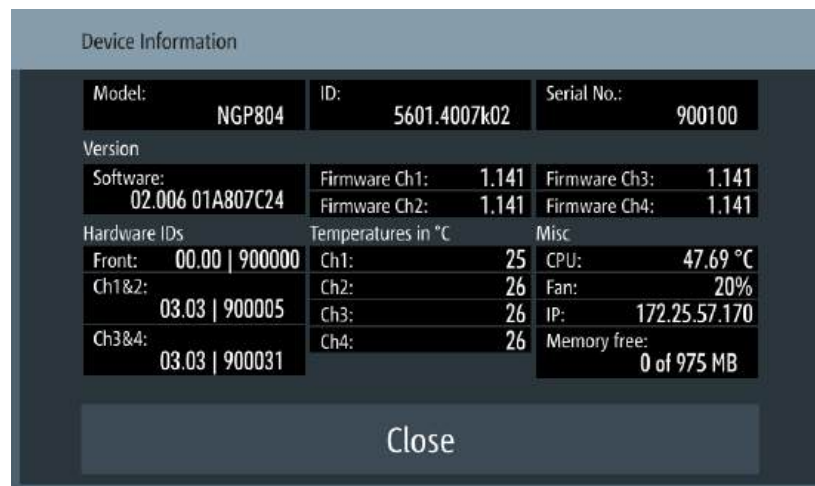 Device Information
Model: ID: Serial No.:
NGP804 5601.4007k02 900100
Version
Software: Firmware Ch1: 1.141 Firmware Ch3: 1.141
02.006 01A807C24 Firmware Ch2: 1.141 Firmware Ch4: 1.141
Hardware IDs Temperatures in °C Misc
Front: 00.00 | 900000 Ch1: 25 CPU: 47.69 °C
Ch1&2: Ch2: 26 Fan: 20%
03.03 | 900005 Ch3: 26 IP: 172.25.57.170
Ch3&4: Ch4: 26 Memory free:
03.03 | 900031 0 of 975 MB
Close